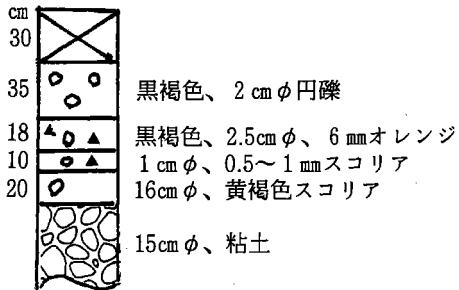 cm
30
35 黒褐色、2cmφ円礫
18 黒褐色、2.5cmφ、6mmオレンジ
10 1cmφ、0.5〜1mmスコリア
20 16cmφ、黄褐色スコリア
15cmφ、粘土